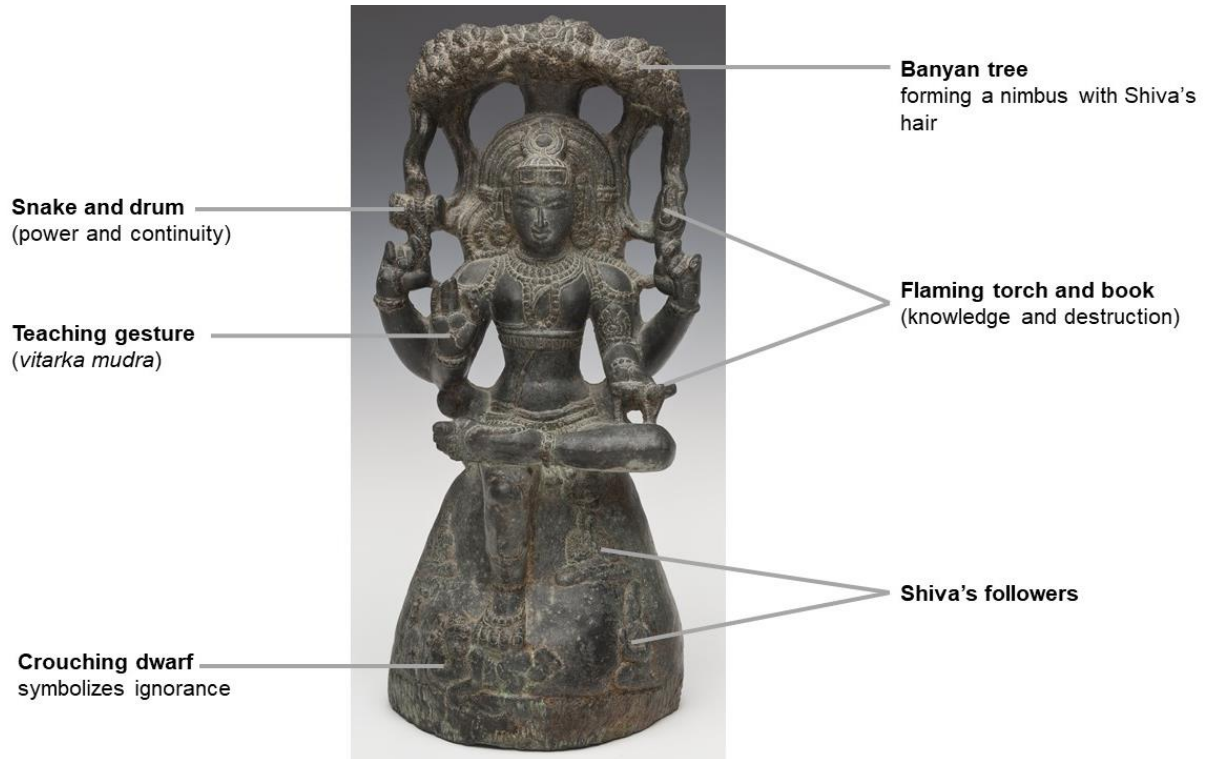 Banyan tree
forming a nimbus with Shiva's
hair
Snake and drum
(power and continuity)
Flaming torch and book
(knowledge and destruction)
Teaching gesture
(vitarka mudra)
Shiva's followers
Crouching dwarf
symbolizes ignorance